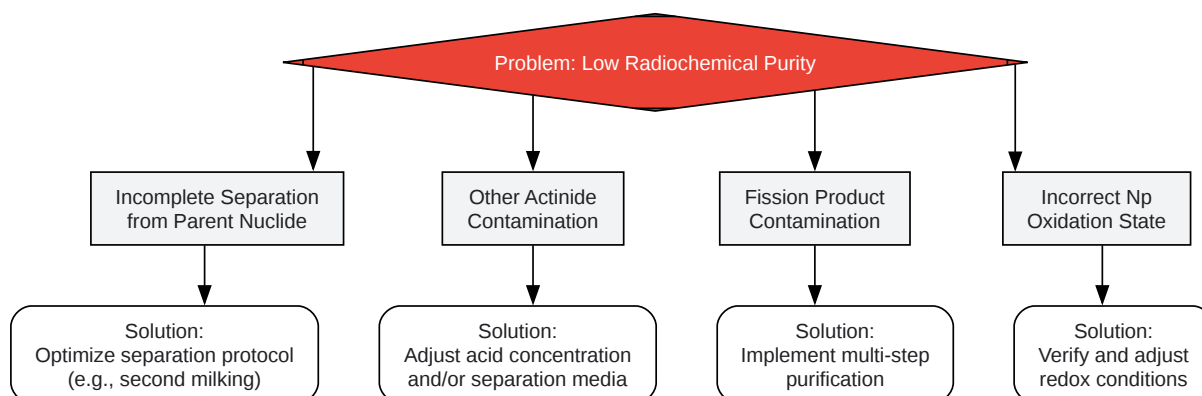 Problem: Low Radiochemical Purity
Incomplete Separation
from Parent Nuclide
Other Actinide
Contamination
Fission Product
Contamination
Incorrect Np
Oxidation State
Solution:
Optimize separation protocol
(e.g., second milking)
Solution:
Adjust acid concentration
and/or separation media
Solution:
Implement multi-step
purification
Solution:
Verify and adjust
redox conditions